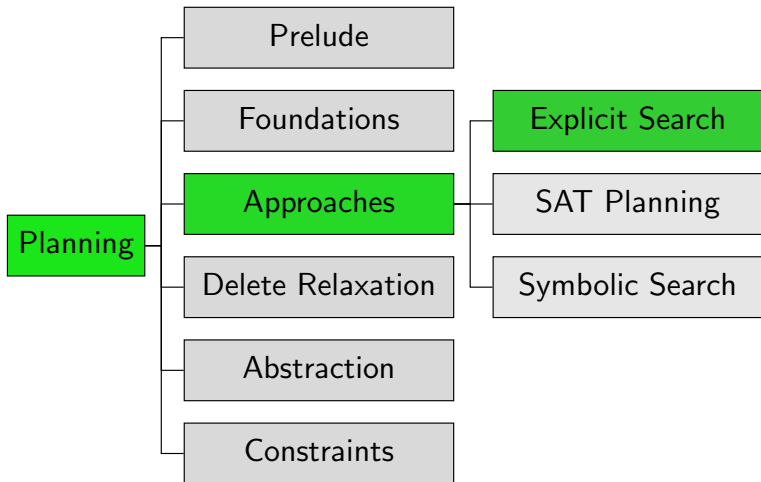 Planning
Prelude
Foundations
Approaches
Delete Relaxation
Abstraction
Constraints
Explicit Search
SAT Planning
Symbolic Search